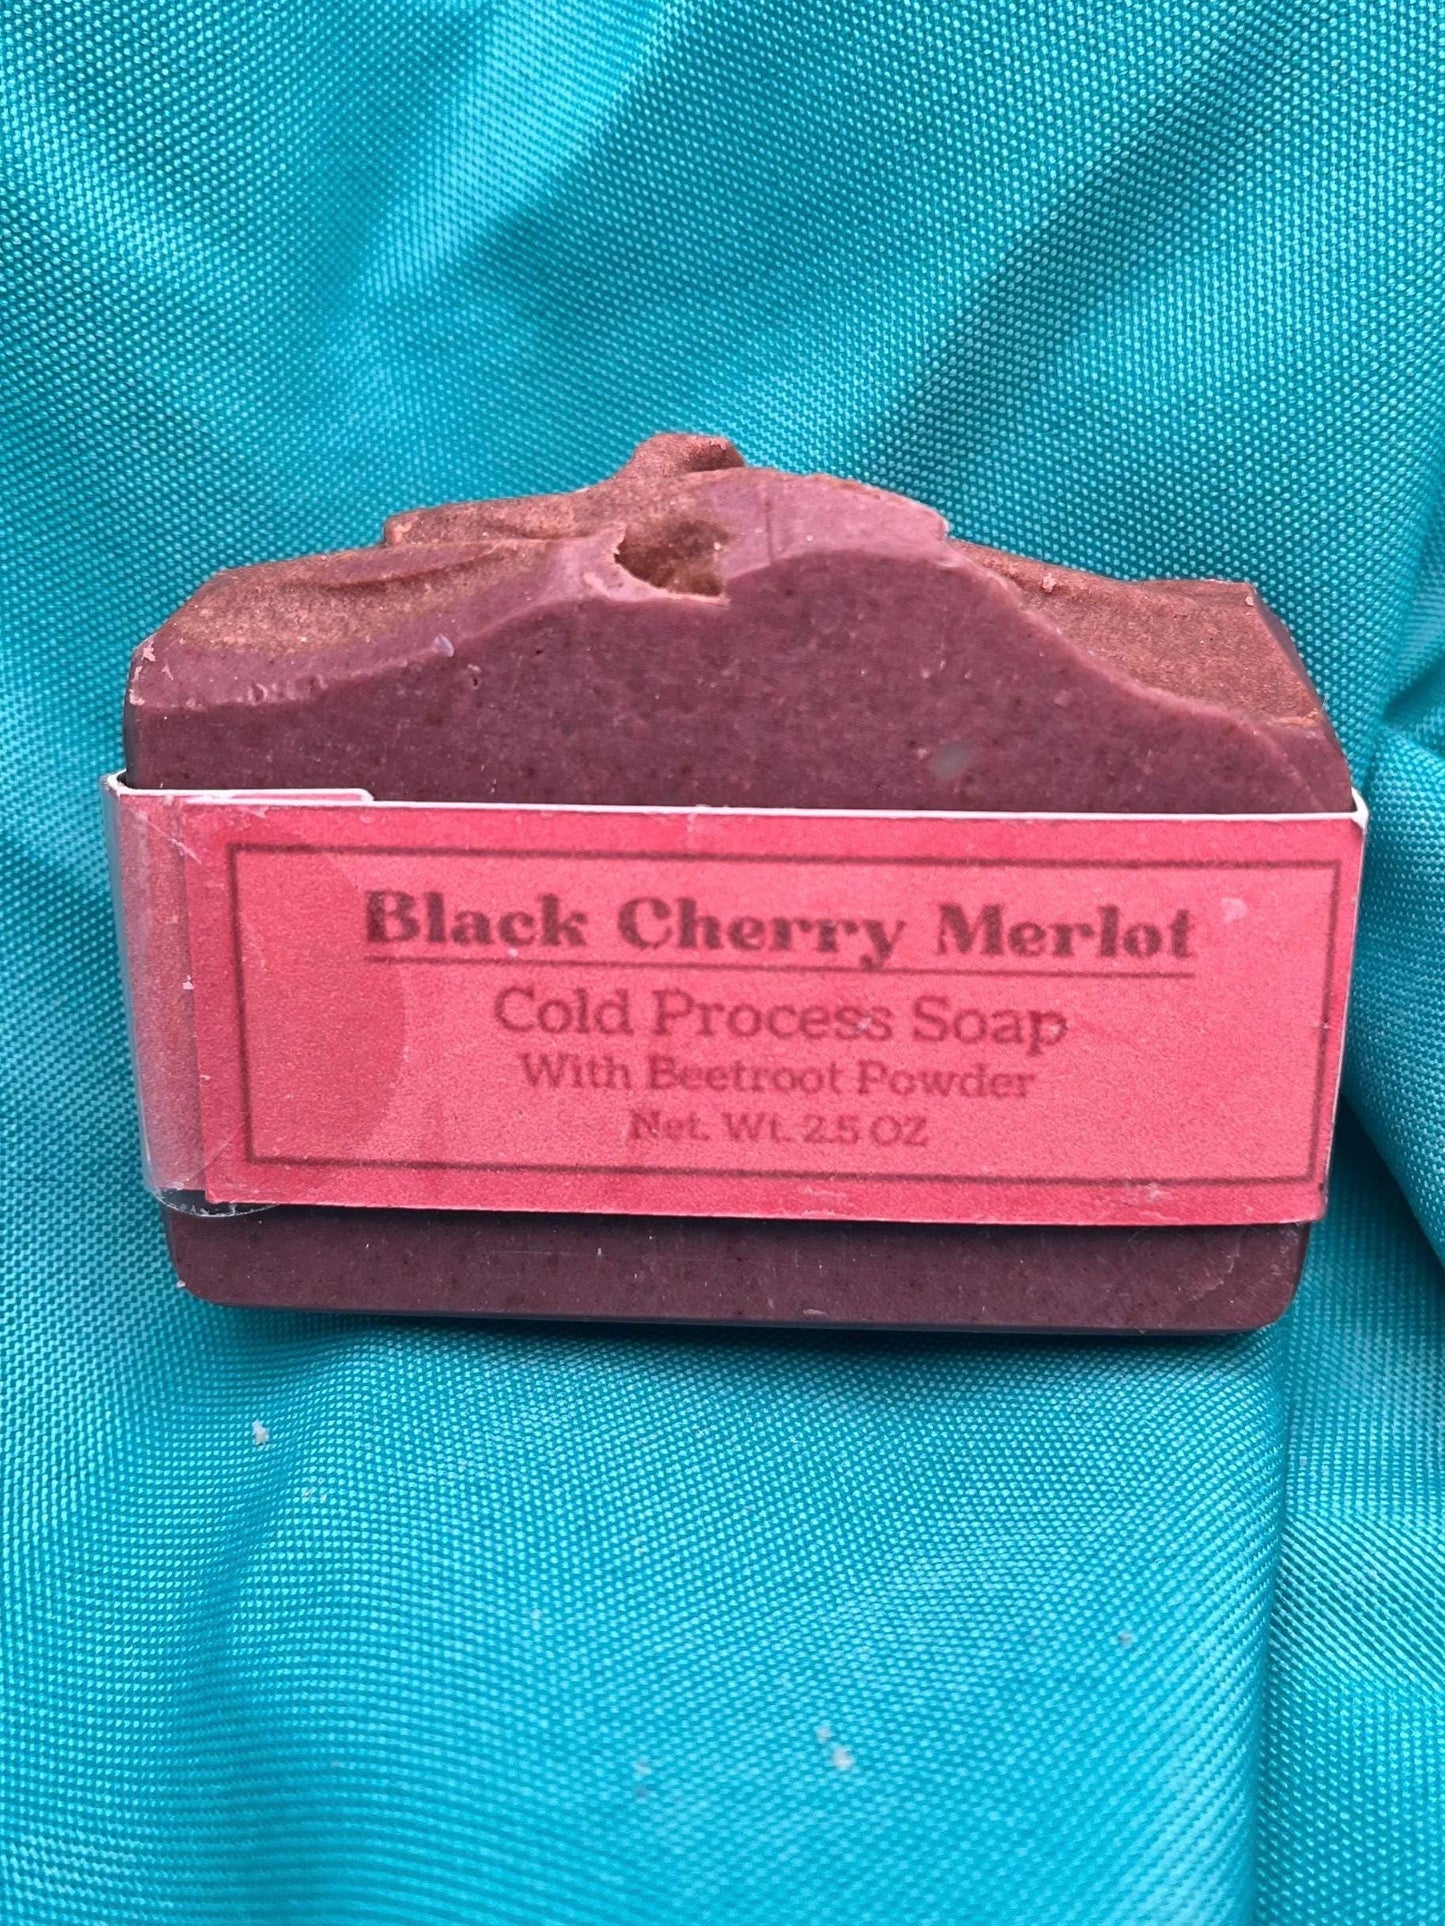 Black Cherry Merlot
Cold Process Soap
With Beetroot Powder
Net. Wt. 2.5 OZ